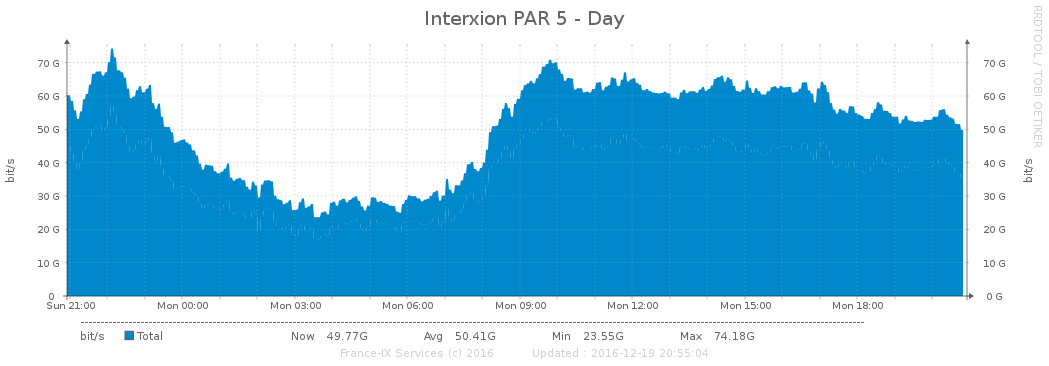 Interxion PAR 5 - Day
RRDTOOL / TOBI OETIKER
bit/s
70 G
60 G
50 G
40 G
30 G
20 G
10 G
0
70 G
60 G
50 G
40 G
30 G
20 G
10 G
0 G
bit/s
Sun 21:00 Mon 00:00 Mon 03:00 Mon 06:00 Mon 09:00 Mon 12:00 Mon 15:00 Mon 18:00
bit/s Total Now 49.77G Avg 50.41G Min 23.55G Max 74.18G
France-IX Services (c) 2016 Updated : 2016-12-19 20:55:04